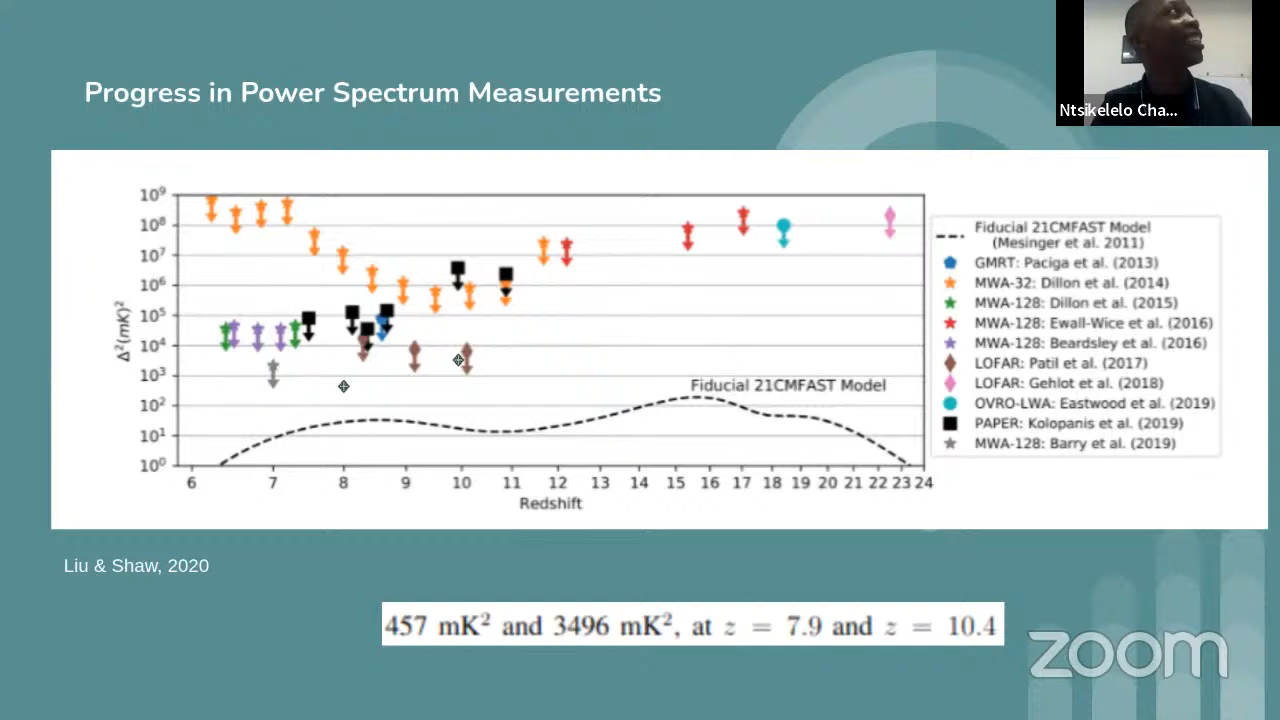 Progress in Power Spectrum Measurements
Ntsikelelo Cha...
10⁹
10⁸
10⁷
10⁶
10⁵
10⁴
10³
10²
10¹
10⁰
Δ²(mK)²
Fiducial 21CMFAST Model
6 7 8 9 10 11 12 13 14 15 16 17 18 19 20 21 22 23 24
Redshift
Fiducial 21CMFAST Model
(Mesinger et al. 2011)
GMRT: Paciga et al. (2013)
MWA-32: Dillon et al. (2014)
MWA-128: Dillon et al. (2015)
MWA-128: Ewall-Wice et al. (2016)
MWA-128: Beardsley et al. (2016)
LOFAR: Patil et al. (2017)
LOFAR: Gehlot et al. (2018)
OVRO-LWA: Eastwood et al. (2019)
PAPER: Kolopanis et al. (2019)
MWA-128: Barry et al. (2019)
Liu & Shaw, 2020
457 mK² and 3496 mK², at z = 7.9 and z = 10.4
zoom